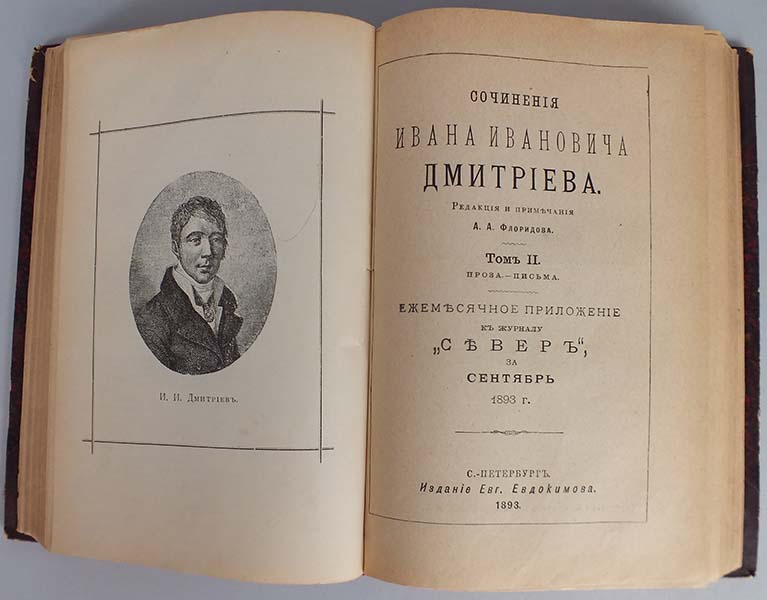 И. И. Дмитріевъ.
СОЧИНЕНІЯ
ИВАНА ИВАНОВИЧА
ДМИТРІЕВА.
Редакція и примѣчанія
А. А. Флоридова.
Томъ II.
ПРОЗА.—ПИСЬМА.
ЕЖЕМѢСЯЧНОЕ ПРИЛОЖЕНІЕ
КЪ ЖУРНАЛУ
„СѢВЕРЪ“,
ЗА
СЕНТЯБРЬ
1893 г.
С.-ПЕТЕРБУРГЪ.
Изданіе Евг. Евдокимова.
1893.